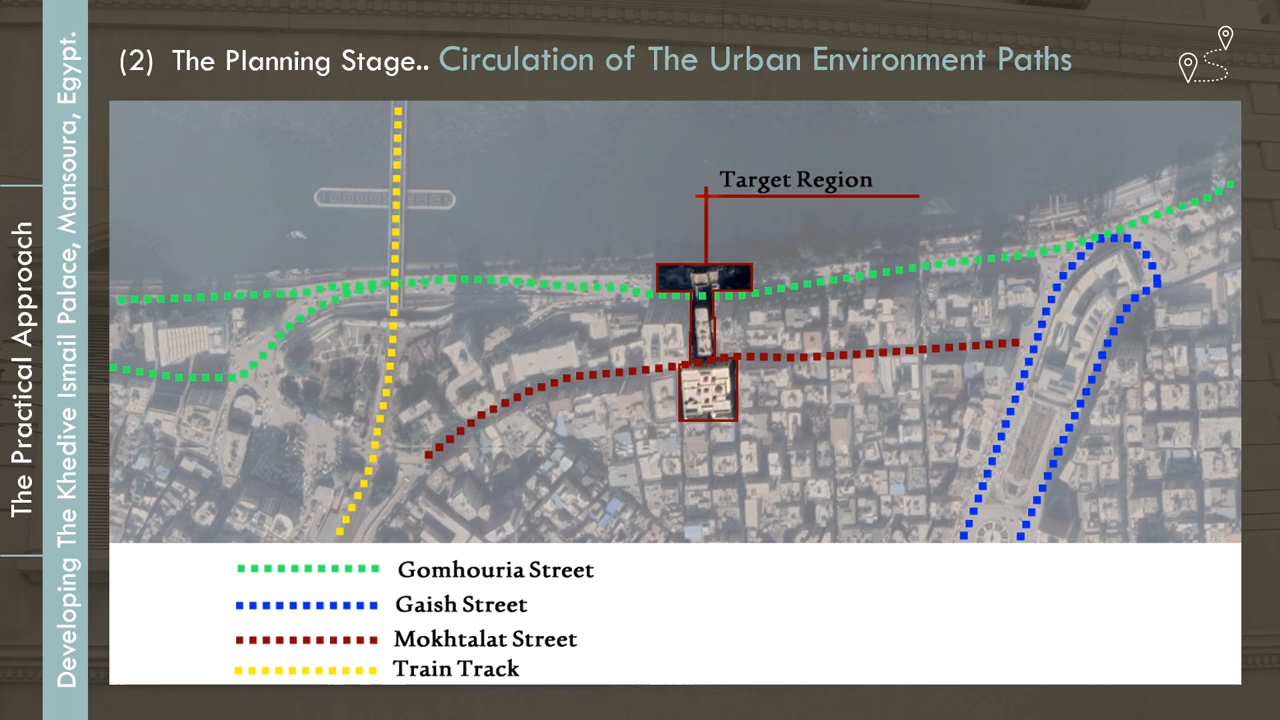 (2) The Planning Stage.. Circulation of The Urban Environment Paths
The Practical Approach
Developing The Khedive Ismail Palace, Mansoura, Egypt.
Target Region
Gomhouria Street
Gaish Street
Mokhtalat Street
Train Track